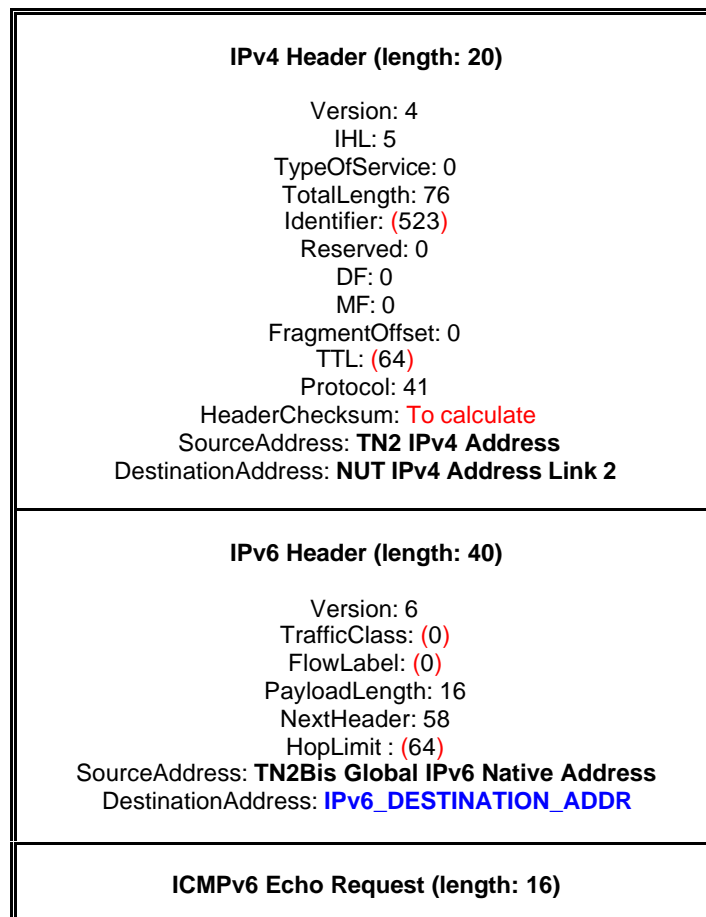 IPv4 Header (length: 20)
Version: 4
IHL: 5
TypeOfService: 0
TotalLength: 76
Identifier: (523)
Reserved: 0
DF: 0
MF: 0
FragmentOffset: 0
TTL: (64)
Protocol: 41
HeaderChecksum: To calculate
SourceAddress: TN2 IPv4 Address
DestinationAddress: NUT IPv4 Address Link 2
IPv6 Header (length: 40)
Version: 6
TrafficClass: (0)
FlowLabel: (0)
PayloadLength: 16
NextHeader: 58
HopLimit : (64)
SourceAddress: TN2Bis Global IPv6 Native Address
DestinationAddress: IPv6_DESTINATION_ADDR
ICMPv6 Echo Request (length: 16)